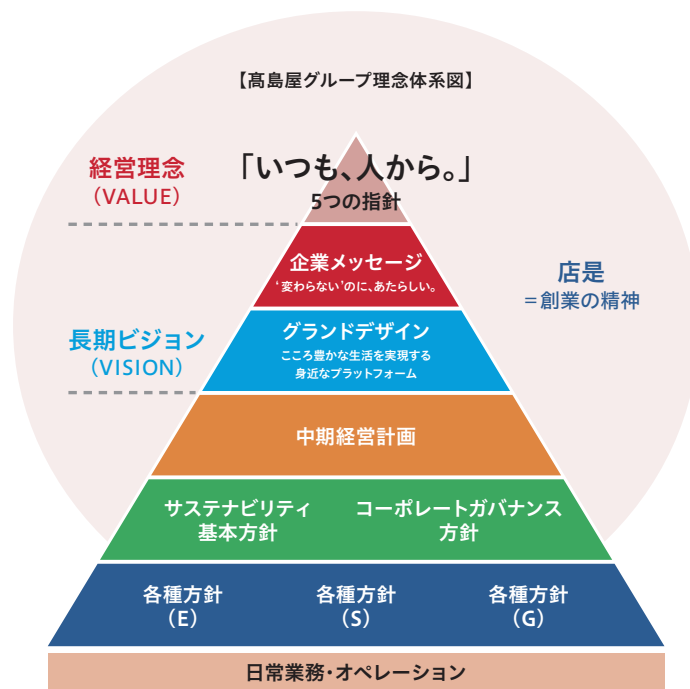 【髙島屋グループ理念体系図】
経営理念
（VALUE）
「いつも、人から。」
5つの指針
企業メッセージ
‘変わらない’のに、あたらしい。
店是
＝創業の精神
長期ビジョン
（VISION）
グランドデザイン
こころ豊かな生活を実現する
身近なプラットフォーム
中期経営計画
サステナビリティ
基本方針
コーポレートガバナンス
方針
各種方針
（E）
各種方針
（S）
各種方針
（G）
日常業務・オペレーション